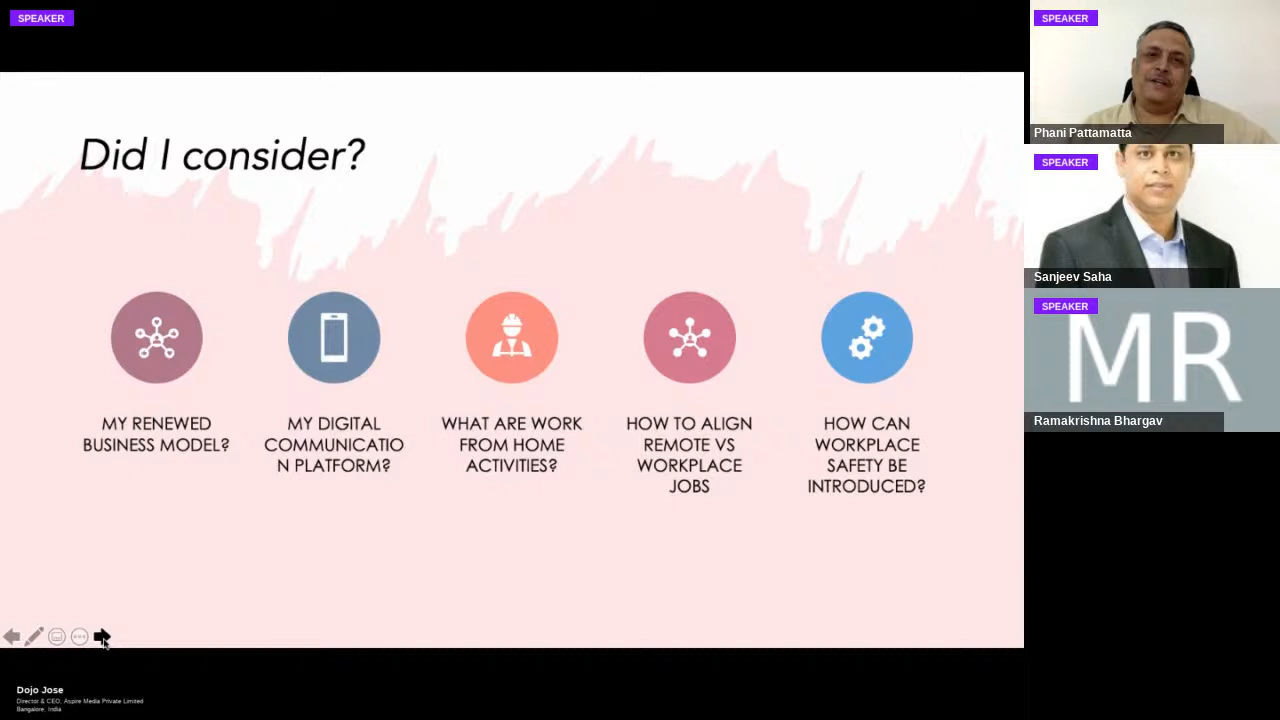 SPEAKER
Did I consider?
MY RENEWED
BUSINESS MODEL?
MY DIGITAL
COMMUNICATIO
N PLATFORM?
WHAT ARE WORK
FROM HOME
ACTIVITIES?
HOW TO ALIGN
REMOTE VS
WORKPLACE
JOBS
HOW CAN
WORKPLACE
SAFETY BE
INTRODUCED?
Dojo Jose
Director & CEO, Aspire Media Private Limited
Bangalore, India
SPEAKER
Phani Pattamatta
SPEAKER
Sanjeev Saha
SPEAKER
MR
Ramakrishna Bhargav